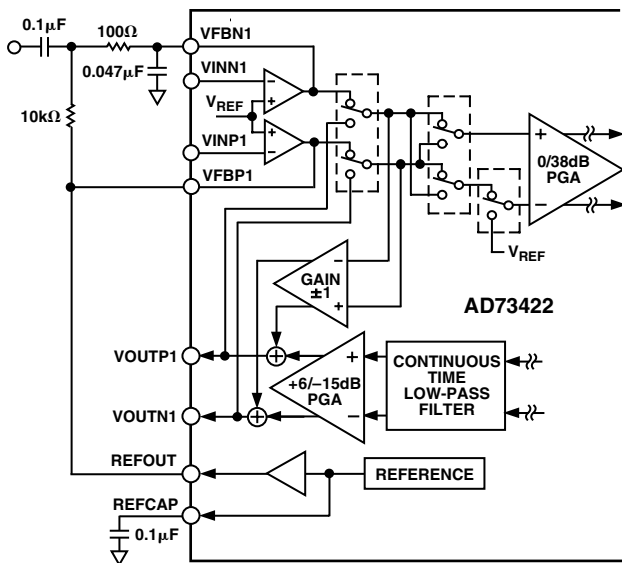 0.1µF
100Ω
VFBN1
0.047µF
VINN1
VREF
10kΩ
VINP1
VFBP1
+
–
0/38dB
PGA
VREF
–
GAIN
±1
+
AD73422
VOUTP1
+
+6/–15dB
PGA
–
CONTINUOUS
TIME
LOW-PASS
FILTER
VOUTN1
REFOUT
REFERENCE
REFCAP
0.1µF